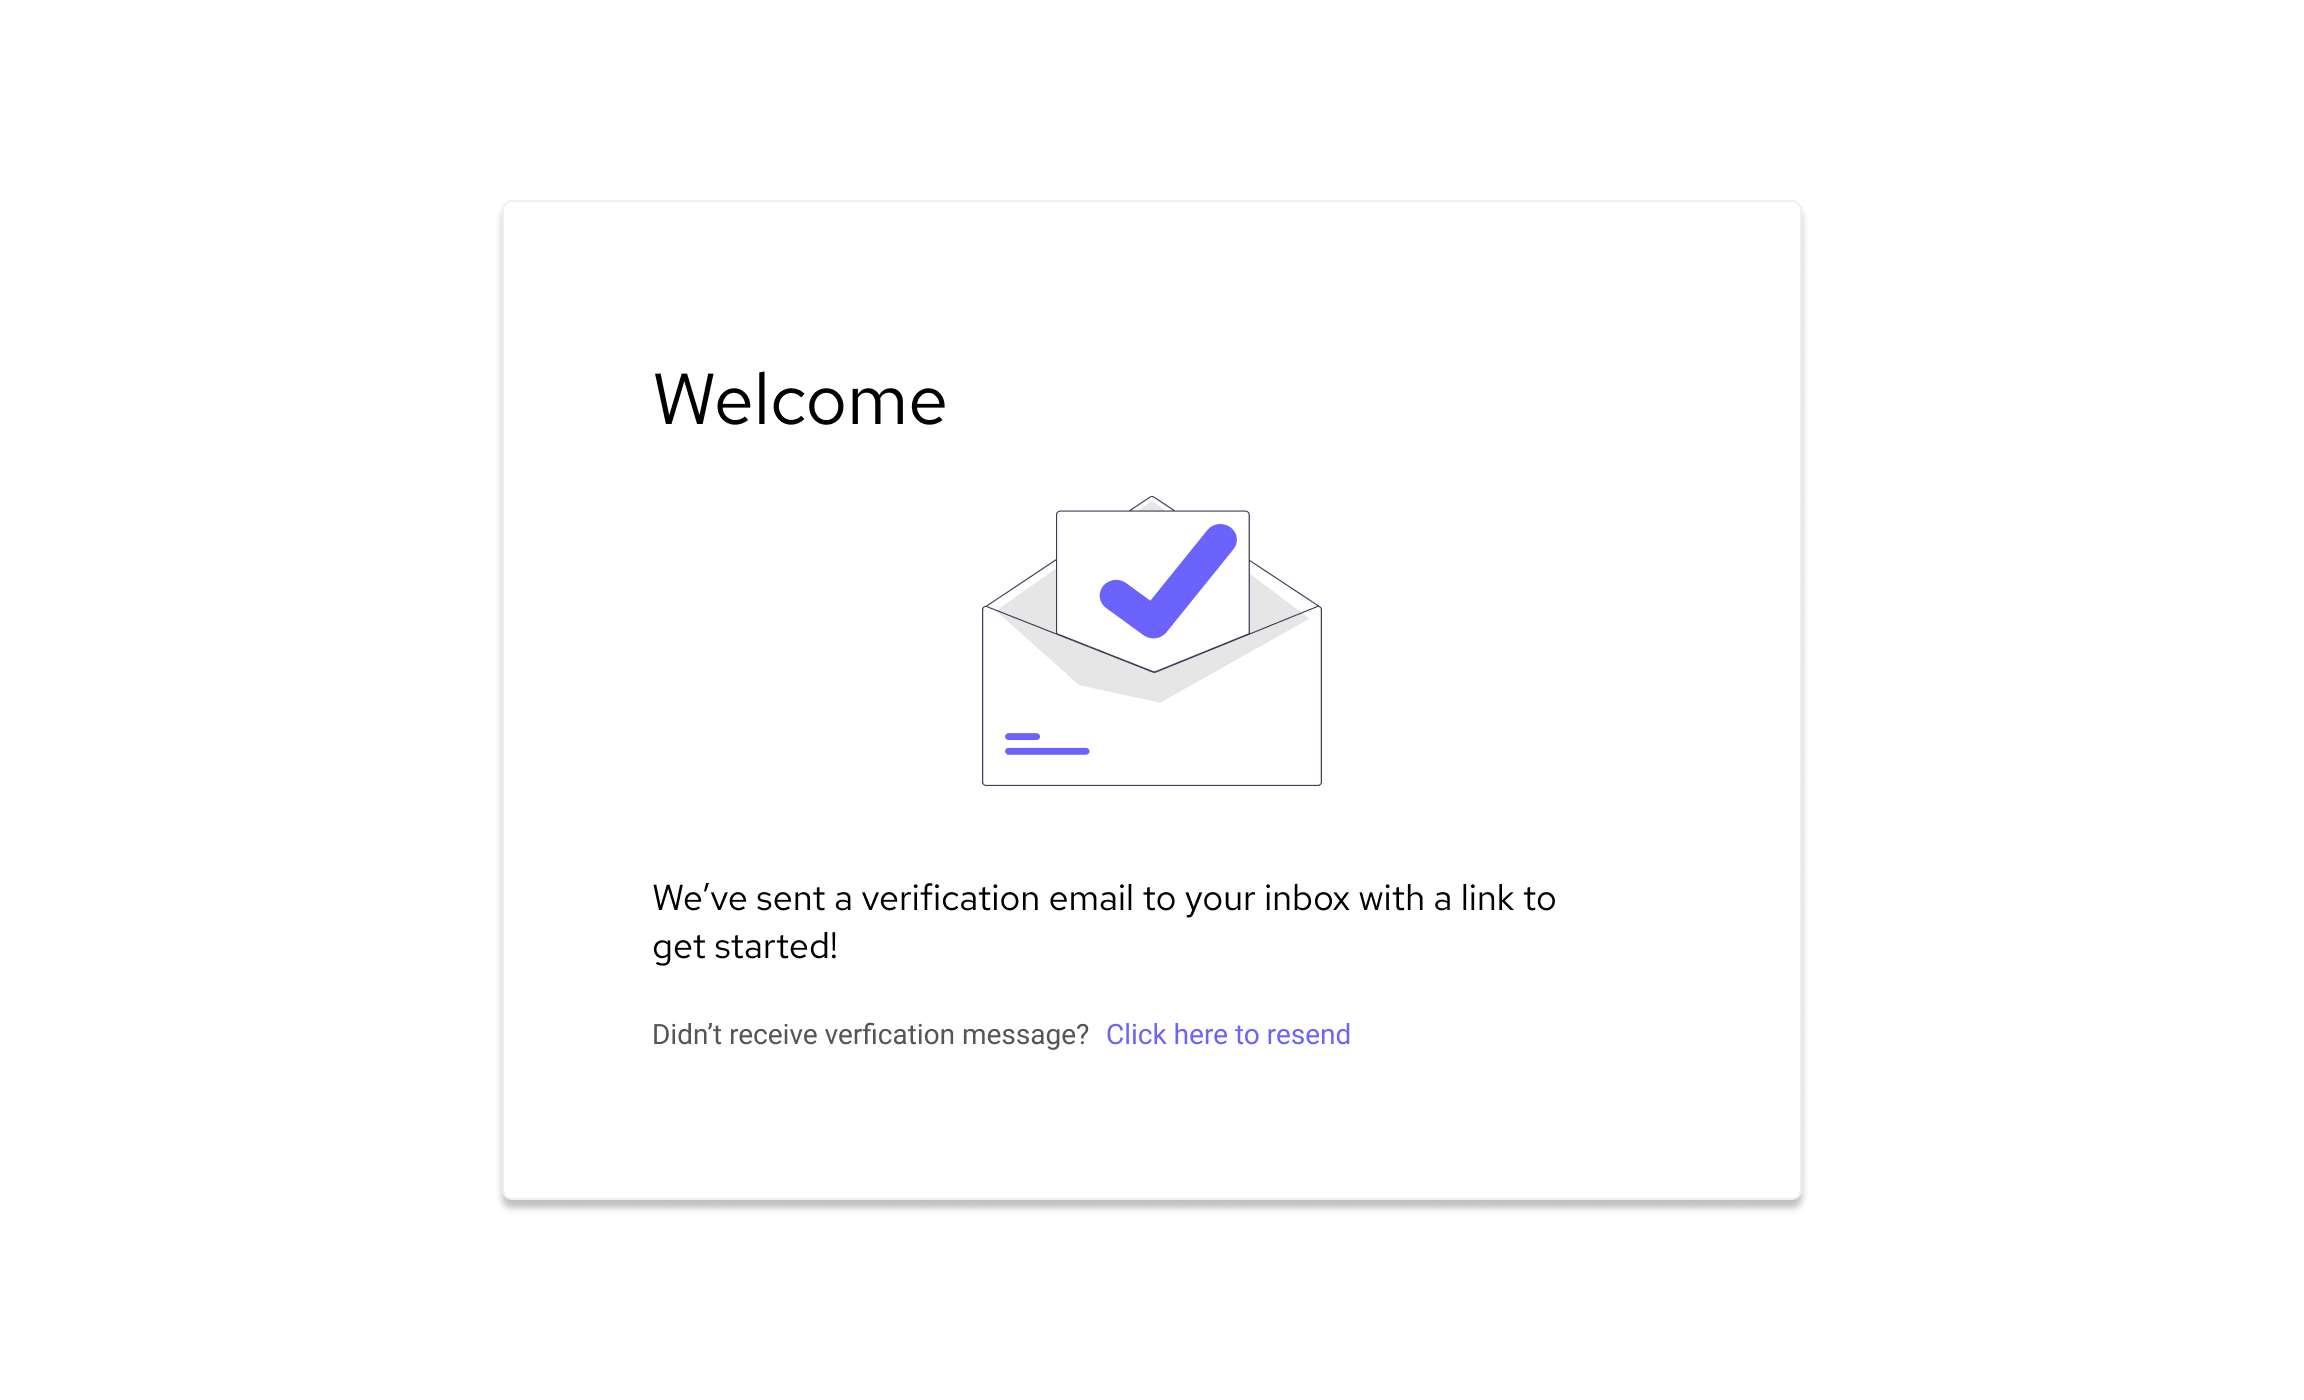 Welcome
We’ve sent a verification email to your inbox with a link to
get started!
Didn’t receive verfication message? Click here to resend